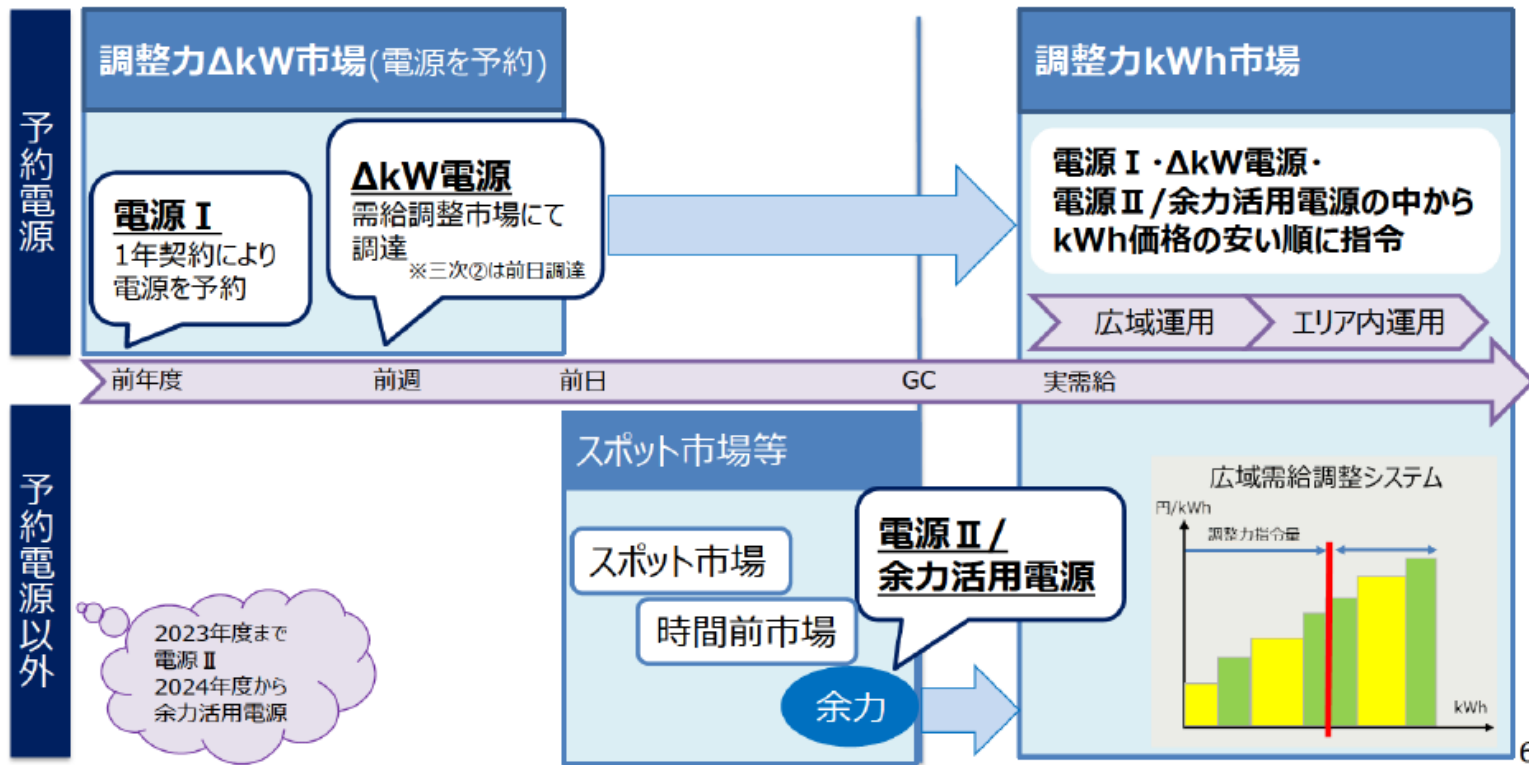 予約電源
調整力ΔkW市場(電源を予約)
電源Ⅰ
1年契約により
電源を予約
ΔkW電源
需給調整市場にて
調達
※三次②は前日調達
調整力kWh市場
電源Ⅰ・ΔkW電源・
電源Ⅱ/余力活用電源の中から
kWh価格の安い順に指令
広域運用
エリア内運用
前年度
前週
前日
GC
実需給
予約電源以外
2023年度まで
電源Ⅱ
2024年度から
余力活用電源
スポット市場等
スポット市場
時間前市場
余力
電源Ⅱ/
余力活用電源
広域需給調整システム
円/kWh
調整力指令量
kWh
6